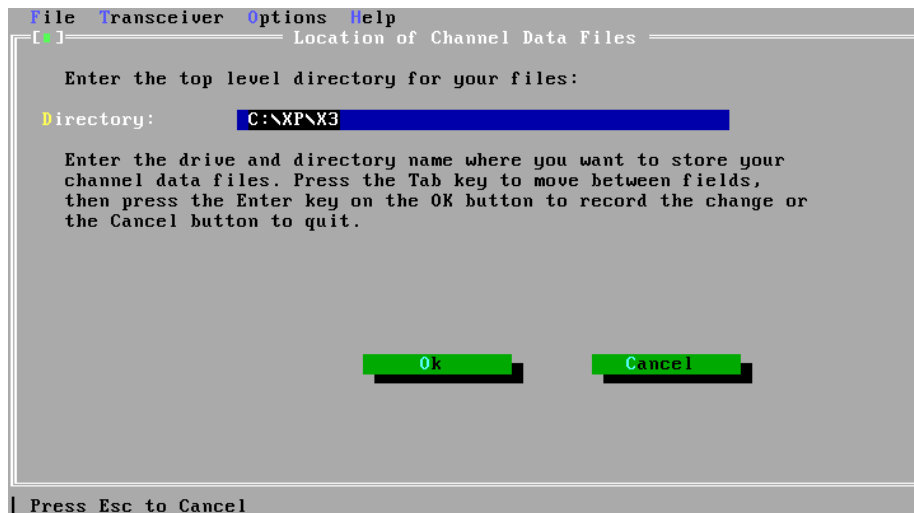 File Transceiver Options Help
[■] Location of Channel Data Files
Enter the top level directory for your files:
Directory: C:\XP\X3
Enter the drive and directory name where you want to store your
channel data files. Press the Tab key to move between fields,
then press the Enter key on the OK button to record the change or
the Cancel button to quit.
Ok Cancel
Press Esc to Cancel